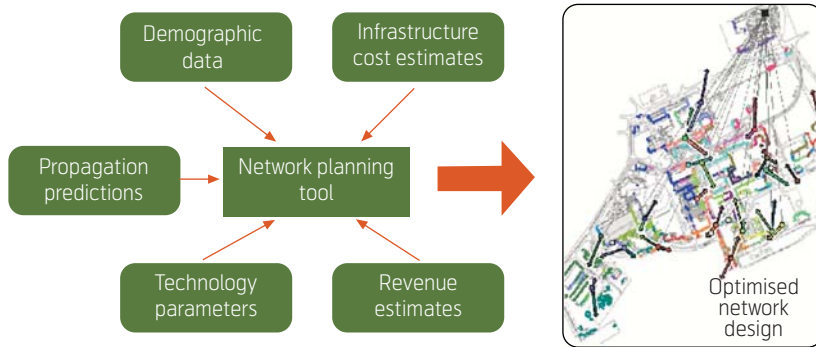 Demographic
data
Infrastructure
cost estimates
Propagation
predictions
Network planning
tool
Technology
parameters
Revenue
estimates
Optimised
network
design